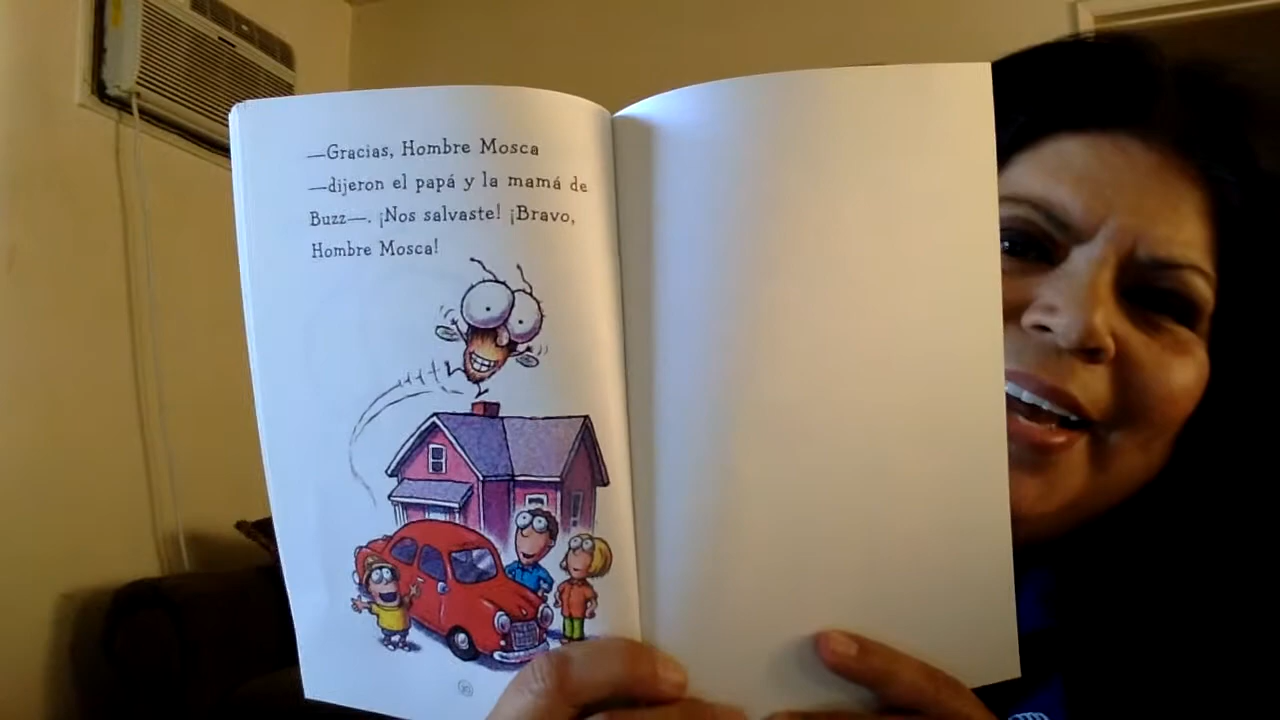 —Gracias, Hombre Mosca
—dijeron el papá y la mamá de
Buzz—. ¡Nos salvaste! ¡Bravo,
Hombre Mosca!